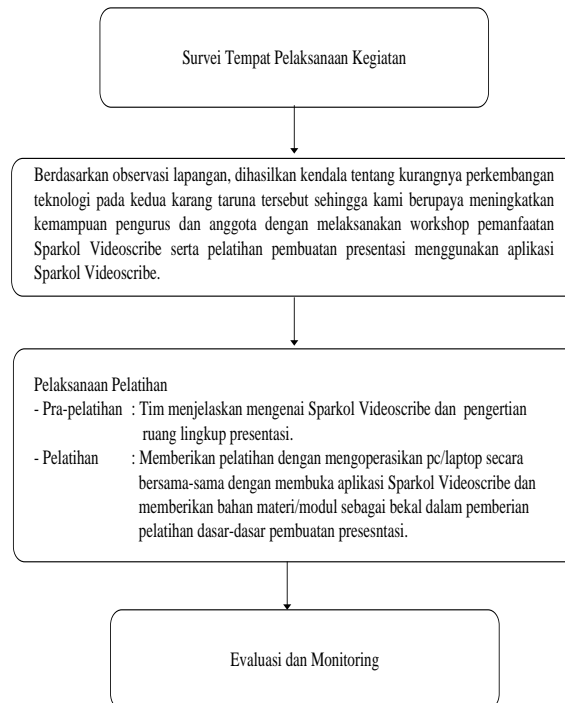 Survei Tempat Pelaksanaan Kegiatan
Berdasarkan observasi lapangan, dihasilkan kendala tentang kurangnya perkembangan
teknologi pada kedua karang taruna tersebut sehingga kami berupaya meningkatkan
kemampuan pengurus dan anggota dengan melaksanakan workshop pemanfaatan
Sparkol Videoscribe serta pelatihan pembuatan presentasi menggunakan aplikasi
Sparkol Videoscribe.
Pelaksanaan Pelatihan
- Pra-pelatihan : Tim menjelaskan mengenai Sparkol Videoscribe dan pengertian
ruang lingkup presentasi.
- Pelatihan : Memberikan pelatihan dengan mengoperasikan pc/laptop secara
bersama-sama dengan membuka aplikasi Sparkol Videoscribe dan
memberikan bahan materi/modul sebagai bekal dalam pemberian
pelatihan dasar-dasar pembuatan presesntasi.
Evaluasi dan Monitoring